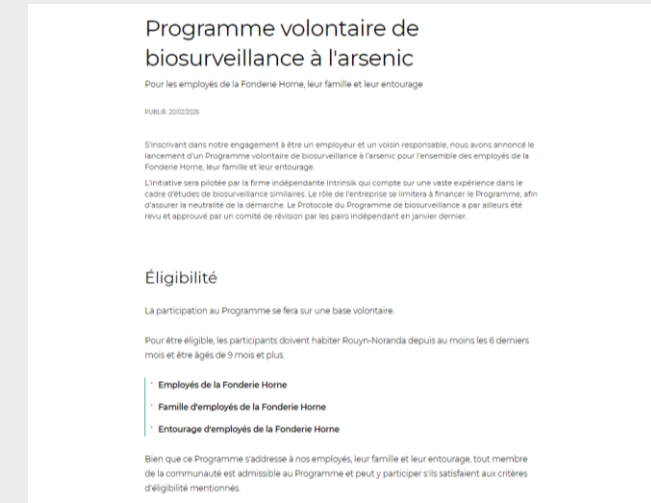 Programme volontaire de
biosurveillance à l'arsenic
Pour les employés de la Fonderie Horne, leur famille et leur entourage
PUBLIÉ: 20/02/2025
S'inscrivant dans notre engagement à être un employeur et un voisin responsable, nous avons annoncé le
lancement d'un Programme volontaire de biosurveillance à l'arsenic pour l'ensemble des employés de la
Fonderie Horne, leur famille et leur entourage.
L'initiative sera pilotée par la firme indépendante Intrinsik qui compte sur une vaste expérience dans le
cadre d'études de biosurveillance similaires. Le rôle de l'entreprise se limitera à financer le Programme, afin
d'assurer la neutralité de la démarche. Le Protocole du Programme de biosurveillance a par ailleurs été
revu et approuvé par un comité de révision par les pairs indépendant en janvier dernier.
Éligibilité
La participation au Programme se fera sur une base volontaire.
Pour être éligible, les participants doivent habiter Rouyn-Noranda depuis au moins les 6 derniers
mois et être âgés de 9 mois et plus.
· Employés de la Fonderie Horne
· Famille d'employés de la Fonderie Horne
· Entourage d'employés de la Fonderie Horne
Bien que ce Programme s'addresse à nos employés, leur famille et leur entourage, tout membre
de la communauté est admissible au Programme et peut y participer s'ils satisfaient aux critères
d'éligibilité mentionnés.